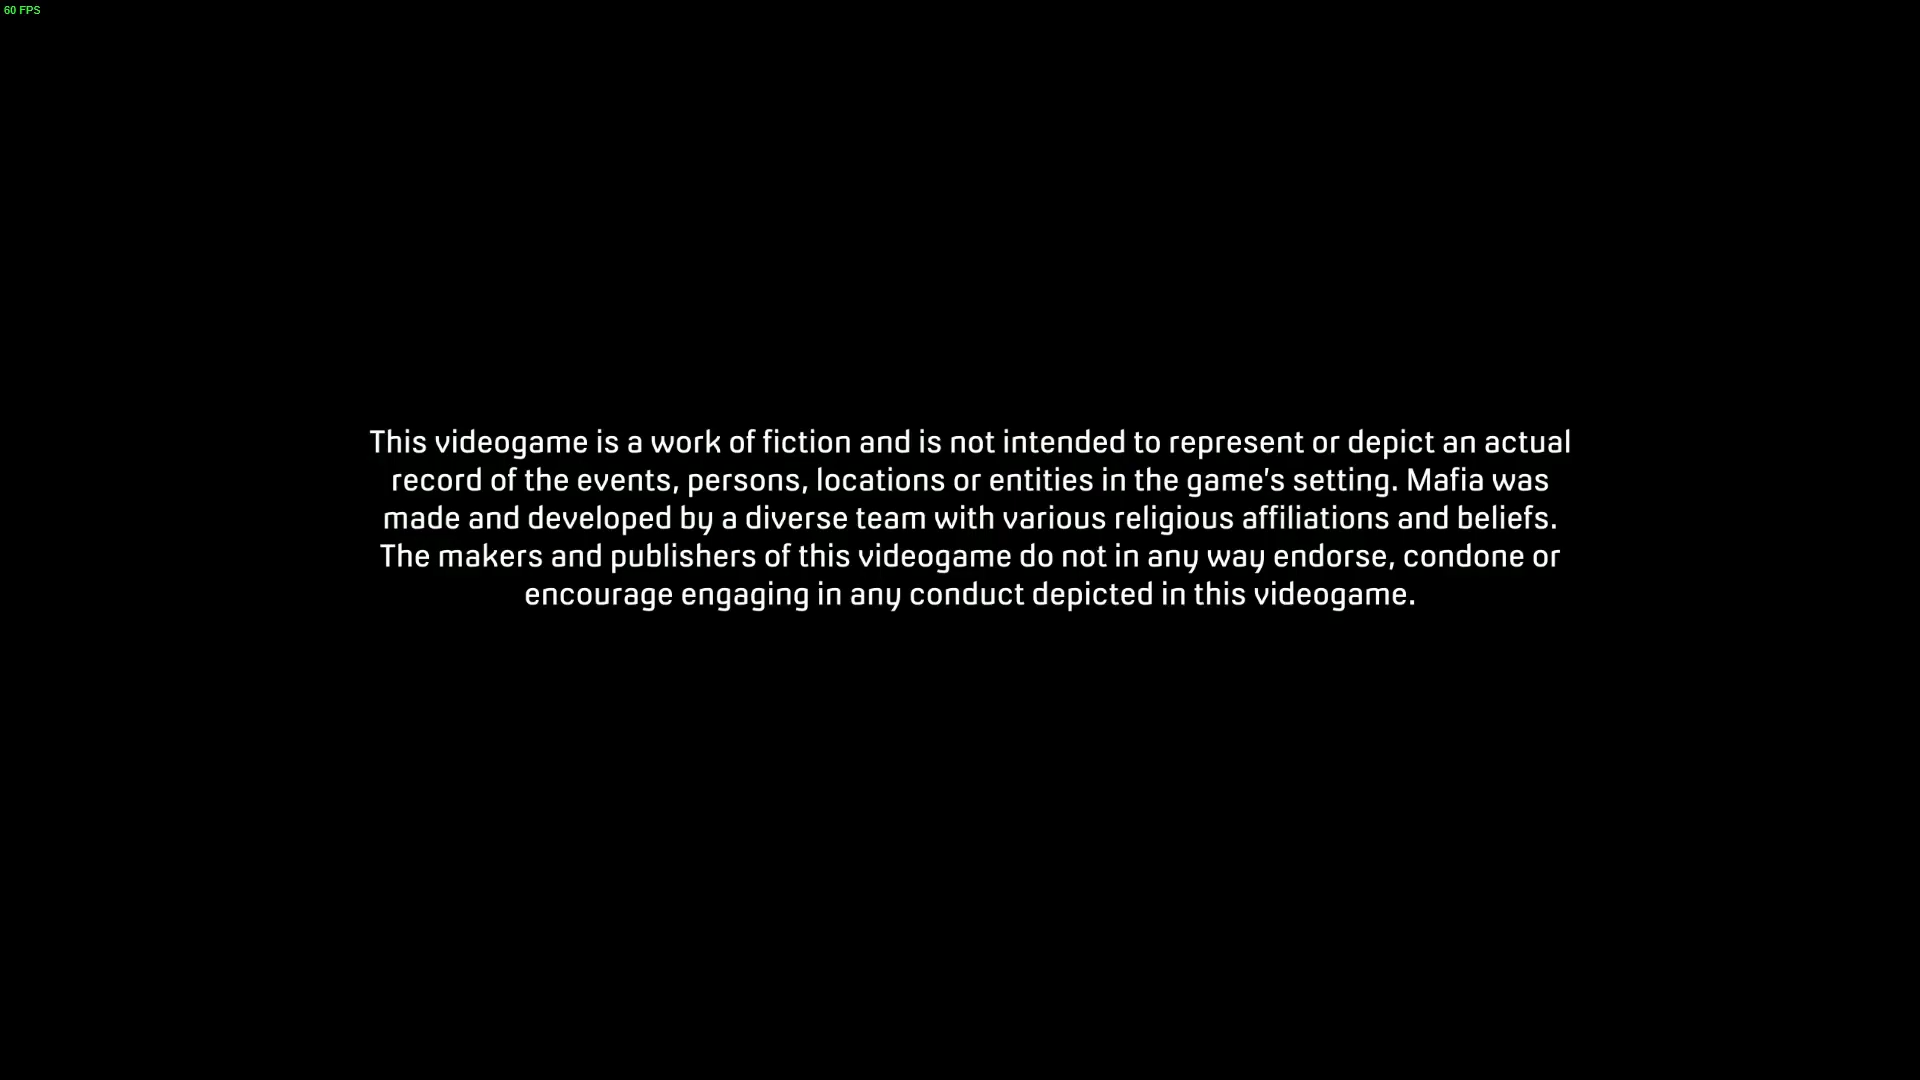 60 FPS
This videogame is a work of fiction and is not intended to represent or depict an actual
record of the events, persons, locations or entities in the game's setting. Mafia was
made and developed by a diverse team with various religious affiliations and beliefs.
The makers and publishers of this videogame do not in any way endorse, condone or
encourage engaging in any conduct depicted in this videogame.